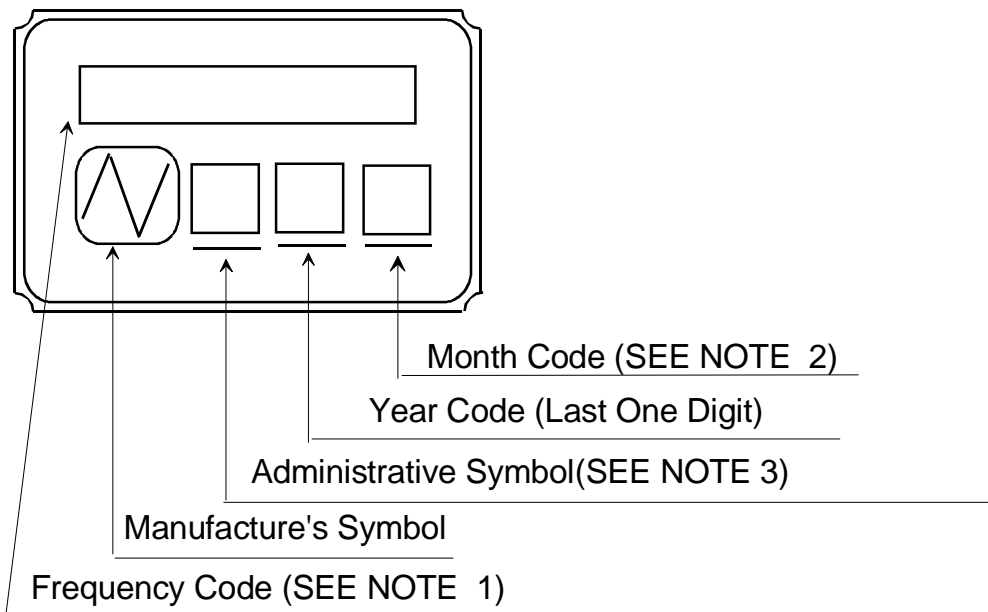 Month Code (SEE NOTE 2)
Year Code (Last One Digit)
Administrative Symbol(SEE NOTE 3)
Manufacture's Symbol
Frequency Code (SEE NOTE 1)